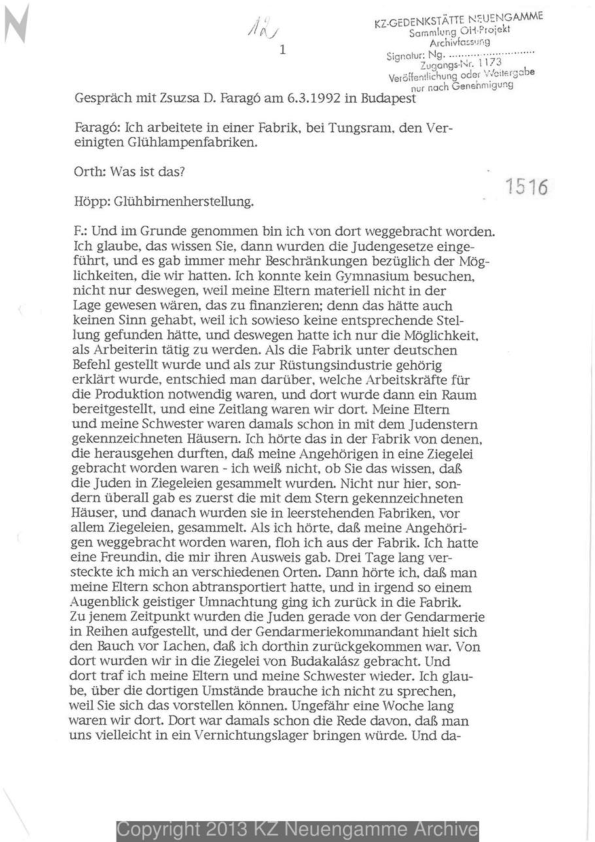 N
12
1
KZ-GEDENKSTÄTTE NEUENGAMME
Sammlung OH-Projekt
Archivfassung
Signatur: Ng. ............................
Zugangs-Nr. 1173
Veröffentlichung oder Weitergabe
nur nach Genehmigung
Gespräch mit Zsuzsa D. Faragó am 6.3.1992 in Budapest
Faragó: Ich arbeitete in einer Fabrik, bei Tungsram, den Ver-
einigten Glühlampenfabriken.
Orth: Was ist das?
1516
Höpp: Glühbirnenherstellung.
F.: Und im Grunde genommen bin ich von dort weggebracht worden.
Ich glaube, das wissen Sie, dann wurden die Judengesetze einge-
führt, und es gab immer mehr Beschränkungen bezüglich der Mög-
lichkeiten, die wir hatten. Ich konnte kein Gymnasium besuchen,
nicht nur deswegen, weil meine Eltern materiell nicht in der
Lage gewesen wären, das zu finanzieren; denn das hätte auch
keinen Sinn gehabt, weil ich sowieso keine entsprechende Stel-
lung gefunden hätte, und deswegen hatte ich nur die Möglichkeit,
als Arbeiterin tätig zu werden. Als die Fabrik unter deutschen
Befehl gestellt wurde und als zur Rüstungsindustrie gehörig
erklärt wurde, entschied man darüber, welche Arbeitskräfte für
die Produktion notwendig waren, und dort wurde dann ein Raum
bereitgestellt, und eine Zeitlang waren wir dort. Meine Eltern
und meine Schwester waren damals schon in mit dem Judenstern
gekennzeichneten Häusern. Ich hörte das in der Fabrik von denen,
die herausgehen durften, daß meine Angehörigen in eine Ziegelei
gebracht worden waren - ich weiß nicht, ob Sie das wissen, daß
die Juden in Ziegeleien gesammelt wurden. Nicht nur hier, son-
dern überall gab es zuerst die mit dem Stern gekennzeichneten
Häuser, und danach wurden sie in leerstehenden Fabriken, vor
allem Ziegeleien, gesammelt. Als ich hörte, daß meine Angehöri-
gen weggebracht worden waren, floh ich aus der Fabrik. Ich hatte
eine Freundin, die mir ihren Ausweis gab. Drei Tage lang ver-
steckte ich mich an verschiedenen Orten. Dann hörte ich, daß man
meine Eltern schon abtransportiert hatte, und in irgend so einem
Augenblick geistiger Umnachtung ging ich zurück in die Fabrik.
Zu jenem Zeitpunkt wurden die Juden gerade von der Gendarmerie
in Reihen aufgestellt, und der Gendarmeriekommandant hielt sich
den Bauch vor Lachen, daß ich dorthin zurückgekommen war. Von
dort wurden wir in die Ziegelei von Budakalász gebracht. Und
dort traf ich meine Eltern und meine Schwester wieder. Ich glau-
be, über die dortigen Umstände brauche ich nicht zu sprechen,
weil Sie sich das vorstellen können. Ungefähr eine Woche lang
waren wir dort. Dort war damals schon die Rede davon, daß man
uns vielleicht in ein Vernichtungslager bringen würde. Und da-
Copyright 2013 KZ Neuengamme Archive